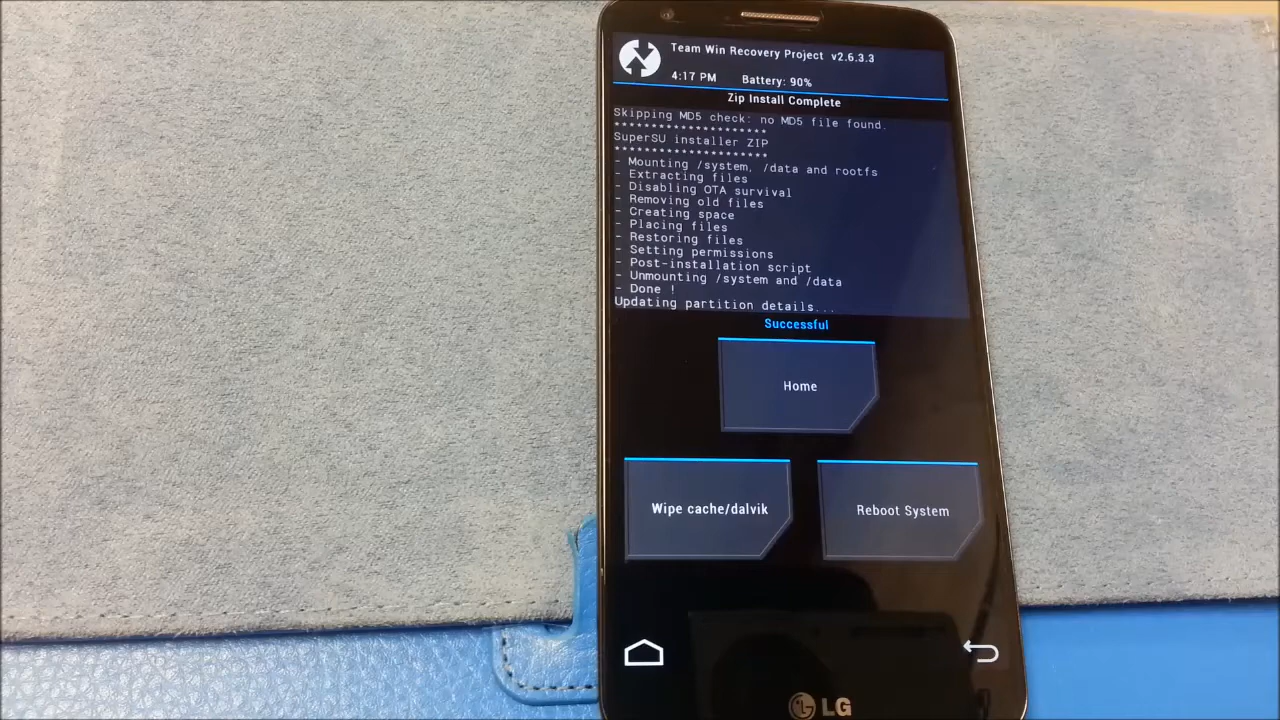 Team Win Recovery Project v2.6.3.3
4:17 PM Battery: 90%
Zip Install Complete
Skipping MD5 check: no MD5 file found.
*********************
SuperSU installer ZIP
*********************
- Mounting /system, /data and rootfs
- Extracting files
- Disabling OTA survival
- Removing old files
- Creating space
- Placing files
- Restoring files
- Setting permissions
- Post-installation script
- Unmounting /system and /data
- Done !
Updating partition details...
Successful
Home
Wipe cache/dalvik
Reboot System
LG